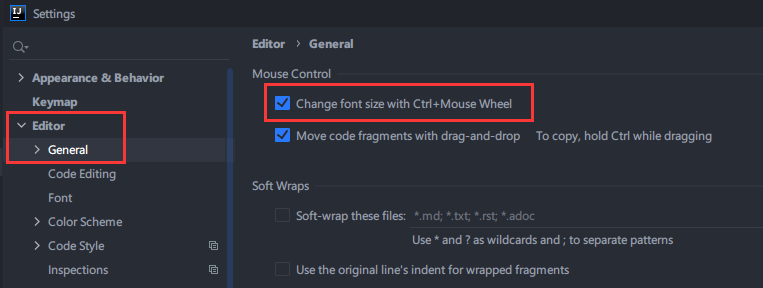 IJ
Settings
Appearance & Behavior
Keymap
Editor
General
Code Editing
Font
Color Scheme
Code Style
Inspections
Editor › General
Mouse Control
Change font size with Ctrl+Mouse Wheel
Move code fragments with drag-and-drop To copy, hold Ctrl while dragging
Soft Wraps
Soft-wrap these files: *.md; *.txt; *.rst; *.adoc
Use * and ? as wildcards and ; to separate patterns
Use the original line's indent for wrapped fragments